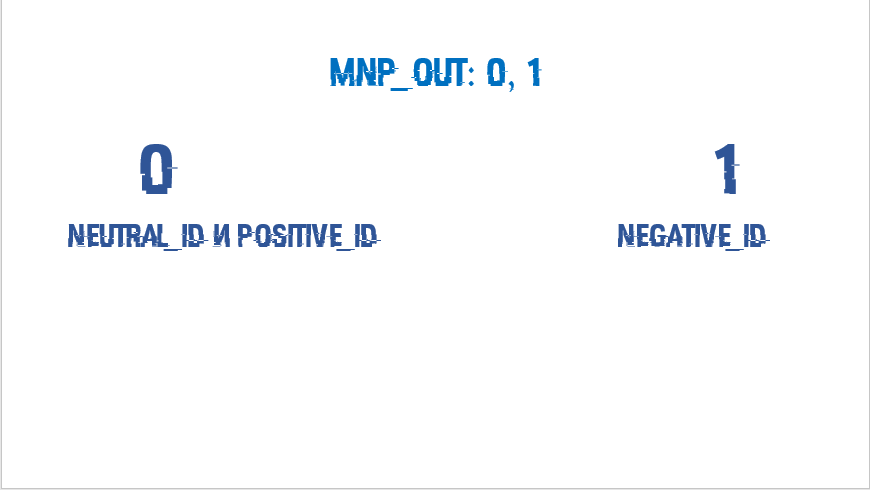 MNP_OUT: 0, 1
0
1
NEUTRAL_ID И POSITIVE_ID
NEGATIVE_ID